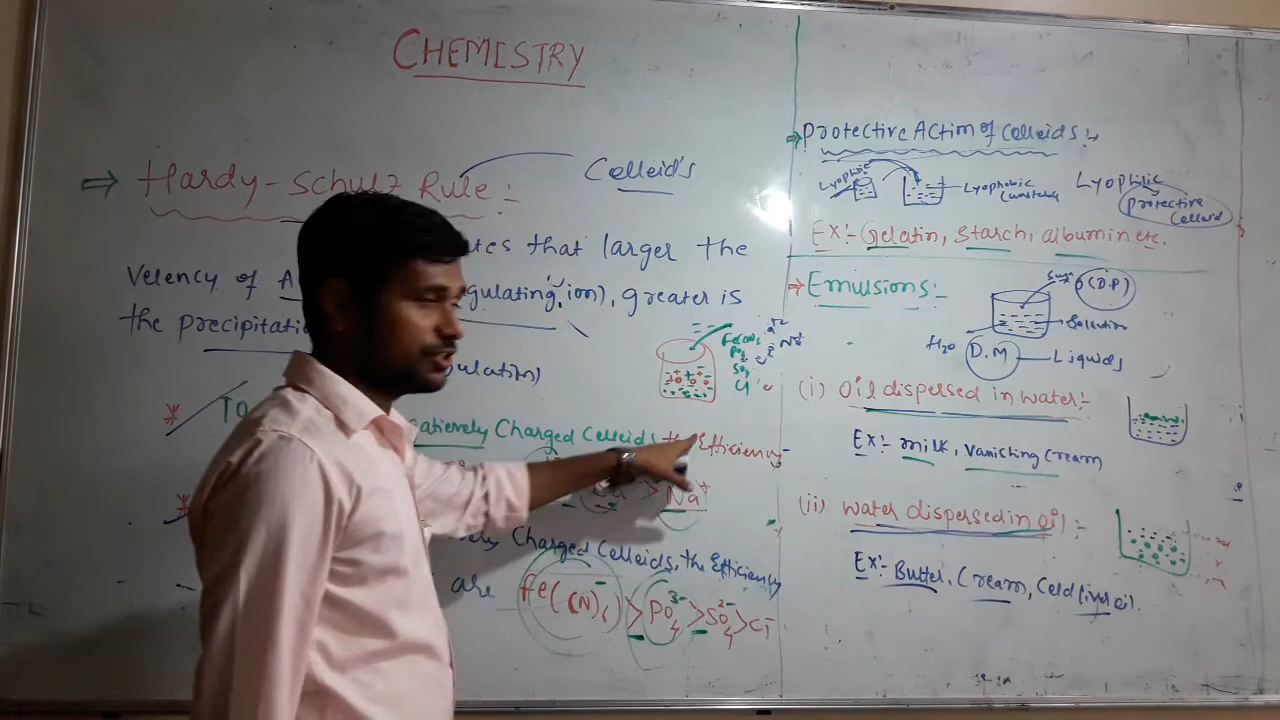 CHEMISTRY
⇒ Hardy-Schulz Rule :-
Colloid's
tes that larger the
Velency of A gulating ion), greater is
the precipitatio
ulation)
* To
catively Charged Colloids the Efficiency
> Na⁺
ely Charged Colloids, the Efficiency
are Fe(CN)₆ > PO₄³⁻ > SO₄²⁻ > Cl
⇒ Protective Action of Colloids :-
Lyophilic
Lyophobic
Lyophilic
protective
Colloid
Ex:- Gelatin, Starch, albumin etc.
⇒ Emulsions :-
(D.P)
Solution
H₂O
D.M
Liquids
(i) Oil dispersed in water :-
Ex:- milk, Vanishing Cream
(ii) water dispersed in oil :-
Ex:- Butter, Cream, Cold liver oil.